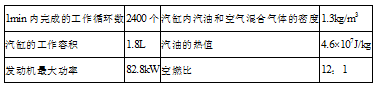 1min内完成的工作循环数 2400个 汽缸内汽油和空气混合气体的密度 1.3kg/m³
汽缸的工作容积 1.8L 汽油的热值 4.6×10⁷J/kg
发动机最大功率 82.8kW 空燃比 12：1